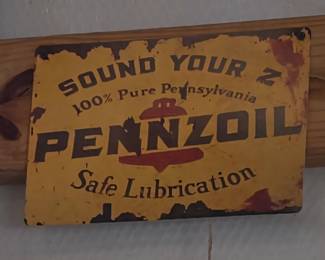 SOUND YOUR Z
100% Pure Pennsylvania
PENNZOIL
Safe Lubrication